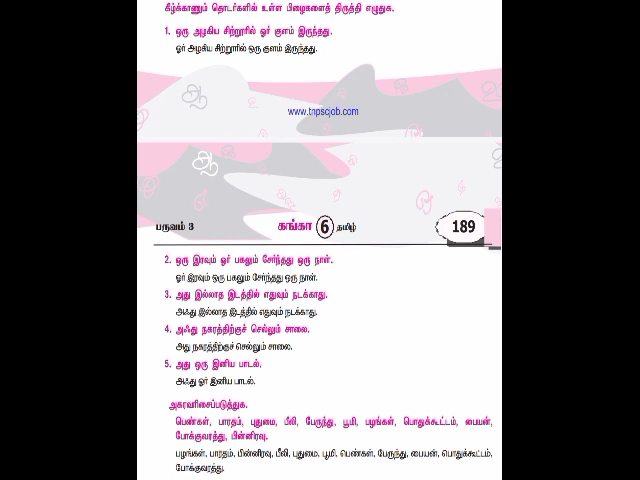 கீழ்க்காணும் தொடர்களில் உள்ள பிழைகளைத் திருத்தி எழுதுக.
1. ஒரு அழகிய சிற்றூரில் ஓர் குளம் இருந்தது.
ஓர் அழகிய சிற்றூரில் ஒரு குளம் இருந்தது.
www.tnpscjob.com
பருவம் 3 கங்கா 6 தமிழ் 189
2. ஒரு இரவும் ஓர் பகலும் சேர்ந்தது ஒரு நாள்.
ஓர் இரவும் ஒரு பகலும் சேர்ந்தது ஒரு நாள்.
3. அது இல்லாத இடத்தில் எதுவும் நடக்காது.
அஃது இல்லாத இடத்தில் எதுவும் நடக்காது.
4. அஃது நகரத்திற்குச் செல்லும் சாலை.
அது நகரத்திற்குச் செல்லும் சாலை.
5. அது ஒரு இனிய பாடல்.
அஃது ஓர் இனிய பாடல்.
அகரவரிசைப்படுத்துக.
பெண்கள், பாரதம், புதுமை, பீலி, பேருந்து, பூமி, பழங்கள், பொதுக்கூட்டம், பையன்,
போக்குவரத்து, பின்னிரவு.
பழங்கள், பாரதம், பின்னிரவு, பீலி, புதுமை, பூமி, பெண்கள், பேருந்து, பையன், பொதுக்கூட்டம்,
போக்குவரத்து.